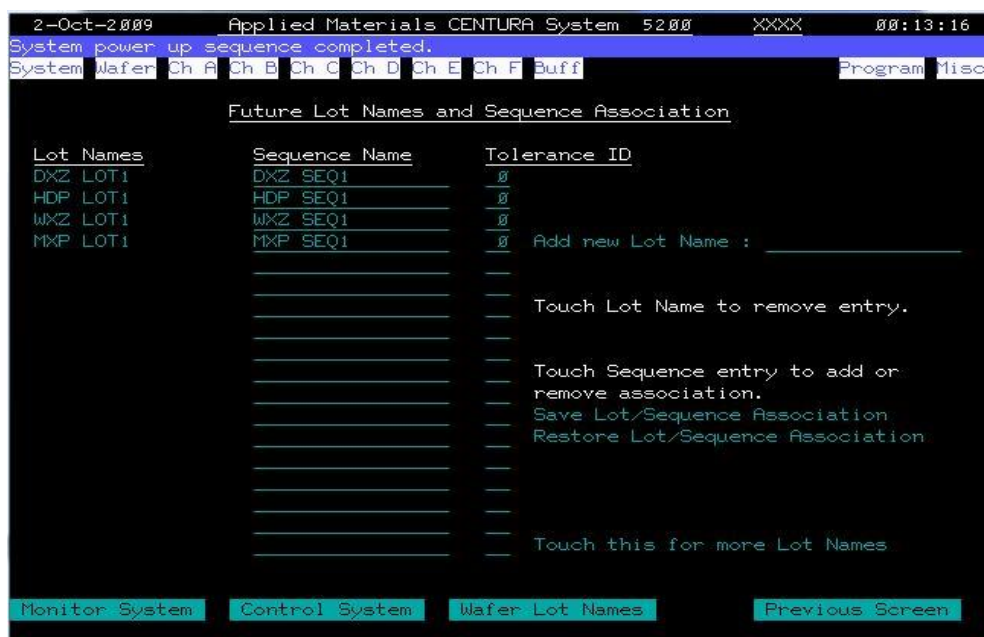 2-Oct-2009 Applied Materials CENTURA System 5200 XXXX 00:13:16
System power up sequence completed.
System Wafer Ch A Ch B Ch C Ch D Ch E Ch F Buff Program Misc
Future Lot Names and Sequence Association
Lot Names Sequence Name Tolerance ID
DXZ LOT1 DXZ SEQ1 0
HDP LOT1 HDP SEQ1 0
WXZ LOT1 WXZ SEQ1 0
MXP LOT1 MXP SEQ1 0 Add new Lot Name :
Touch Lot Name to remove entry.
Touch Sequence entry to add or
remove association.
Save Lot/Sequence Association
Restore Lot/Sequence Association
Touch this for more Lot Names
Monitor System Control System Wafer Lot Names Previous Screen